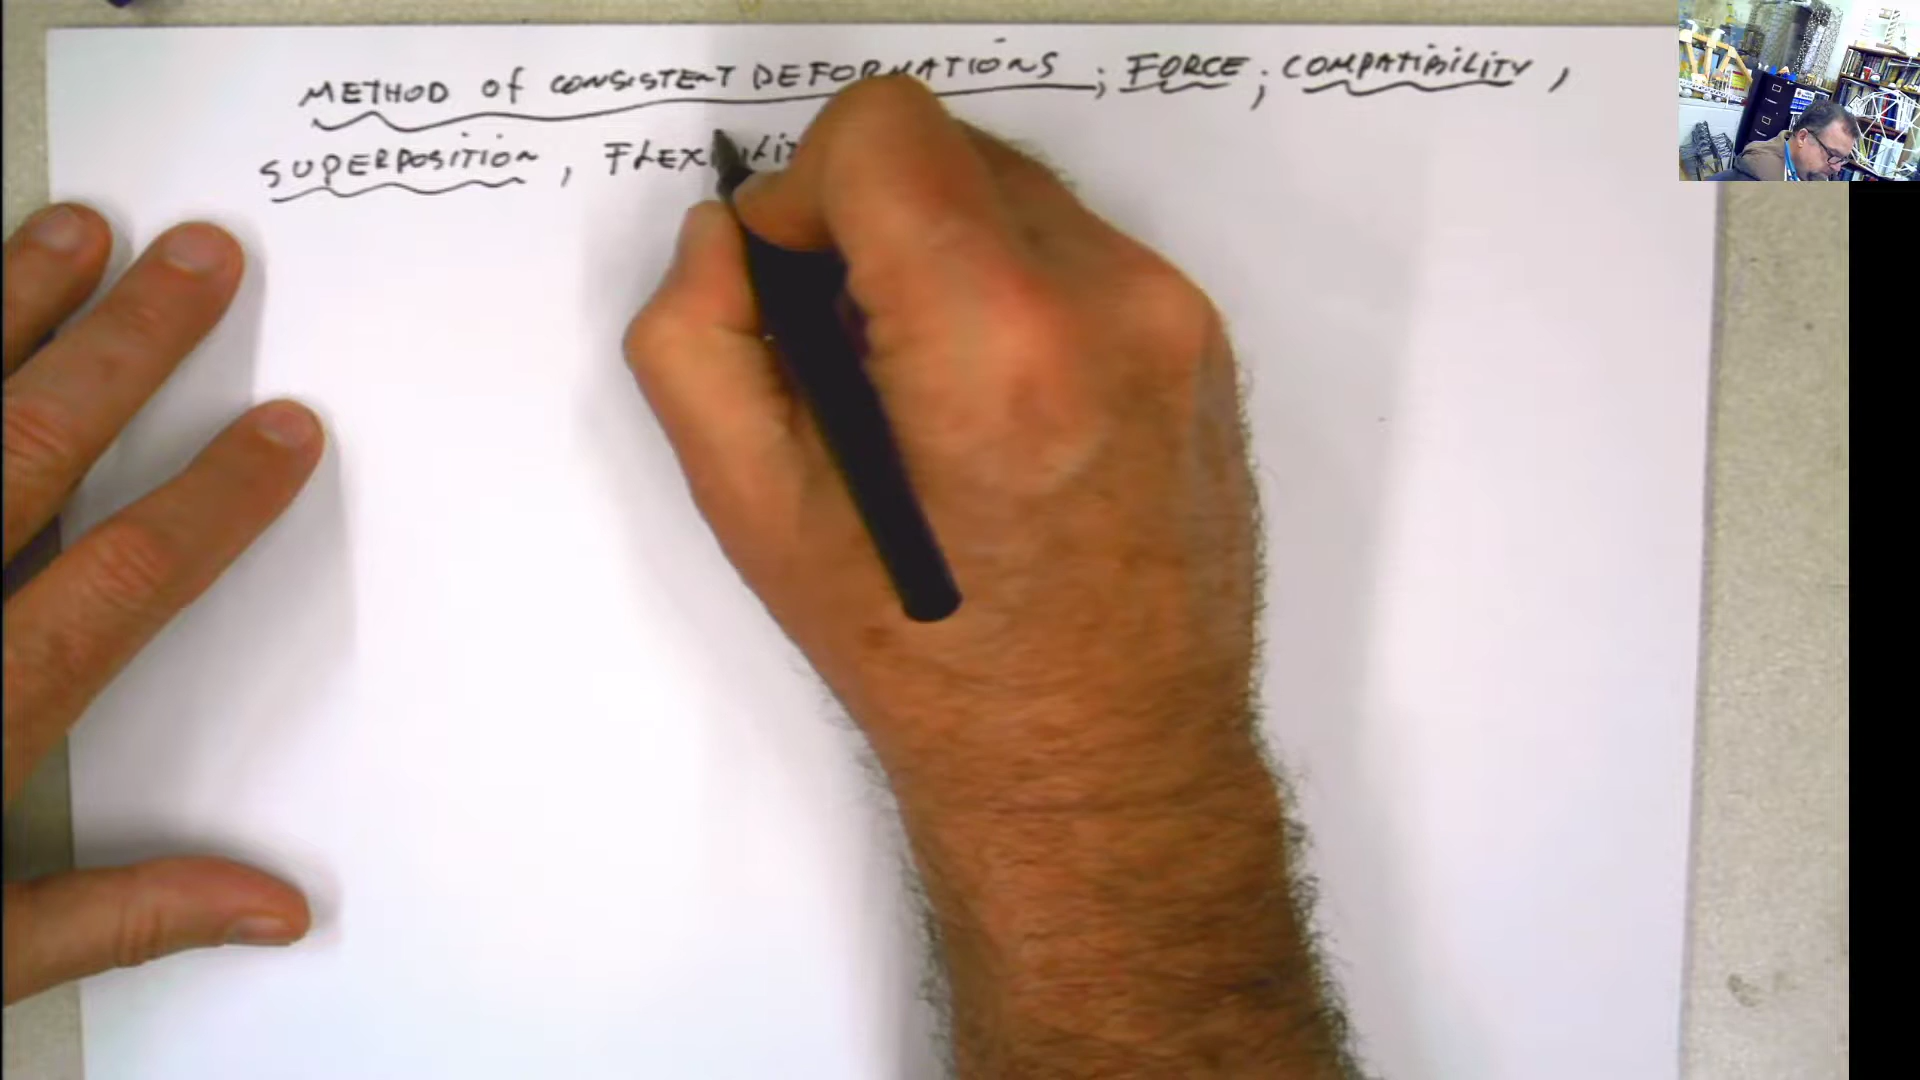 METHOD of CONSISTENT DEFORMATIONS ; FORCE ; COMPATIBILITY ,
SUPERPOSITION ,